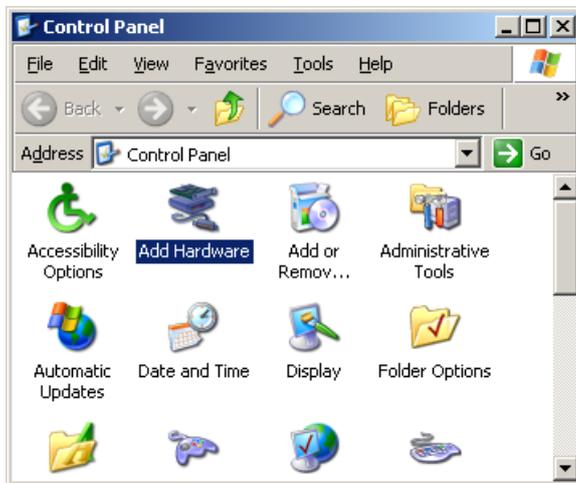 Control Panel
File Edit View Favorites Tools Help
Back Search Folders »
Address Control Panel Go
Accessibility Options
Add Hardware
Add or Remov...
Administrative Tools
Automatic Updates
Date and Time
Display
Folder Options